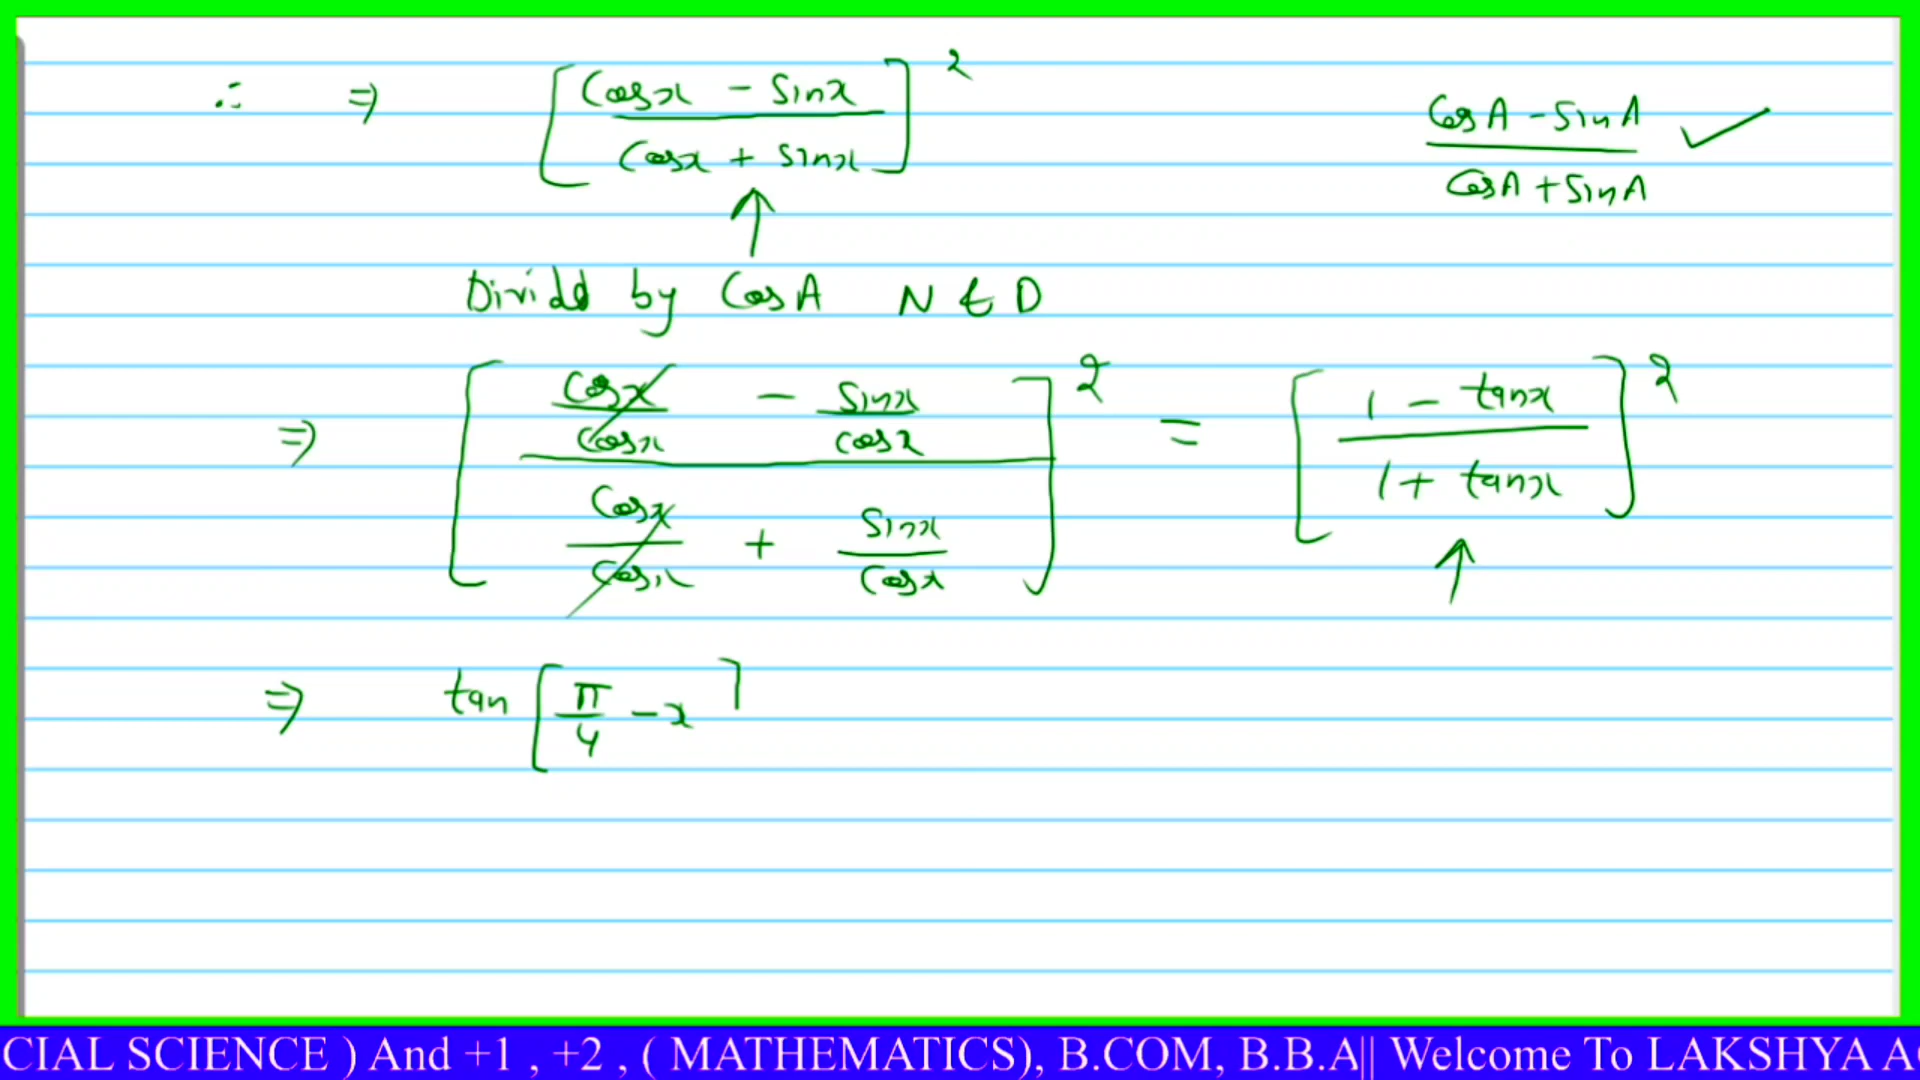 ∴ ⇒ [ (Cosx - Sinx) / (Cosx + Sinx) ]²
(CosA - SinA) / (CosA + SinA) ✓
↑
Divide by CosA N & D
⇒ [ (Cosx/Cosx - Sinx/Cosx) / (Cosx/Cosx + Sinx/Cosx) ]² = [ (1 - tanx) / (1 + tanx) ]²
↑
⇒ tan [ π/4 - x ]
CIAL SCIENCE ) And +1 , +2 , ( MATHEMATICS), B.COM, B.B.A|| Welcome To LAKSHYA A